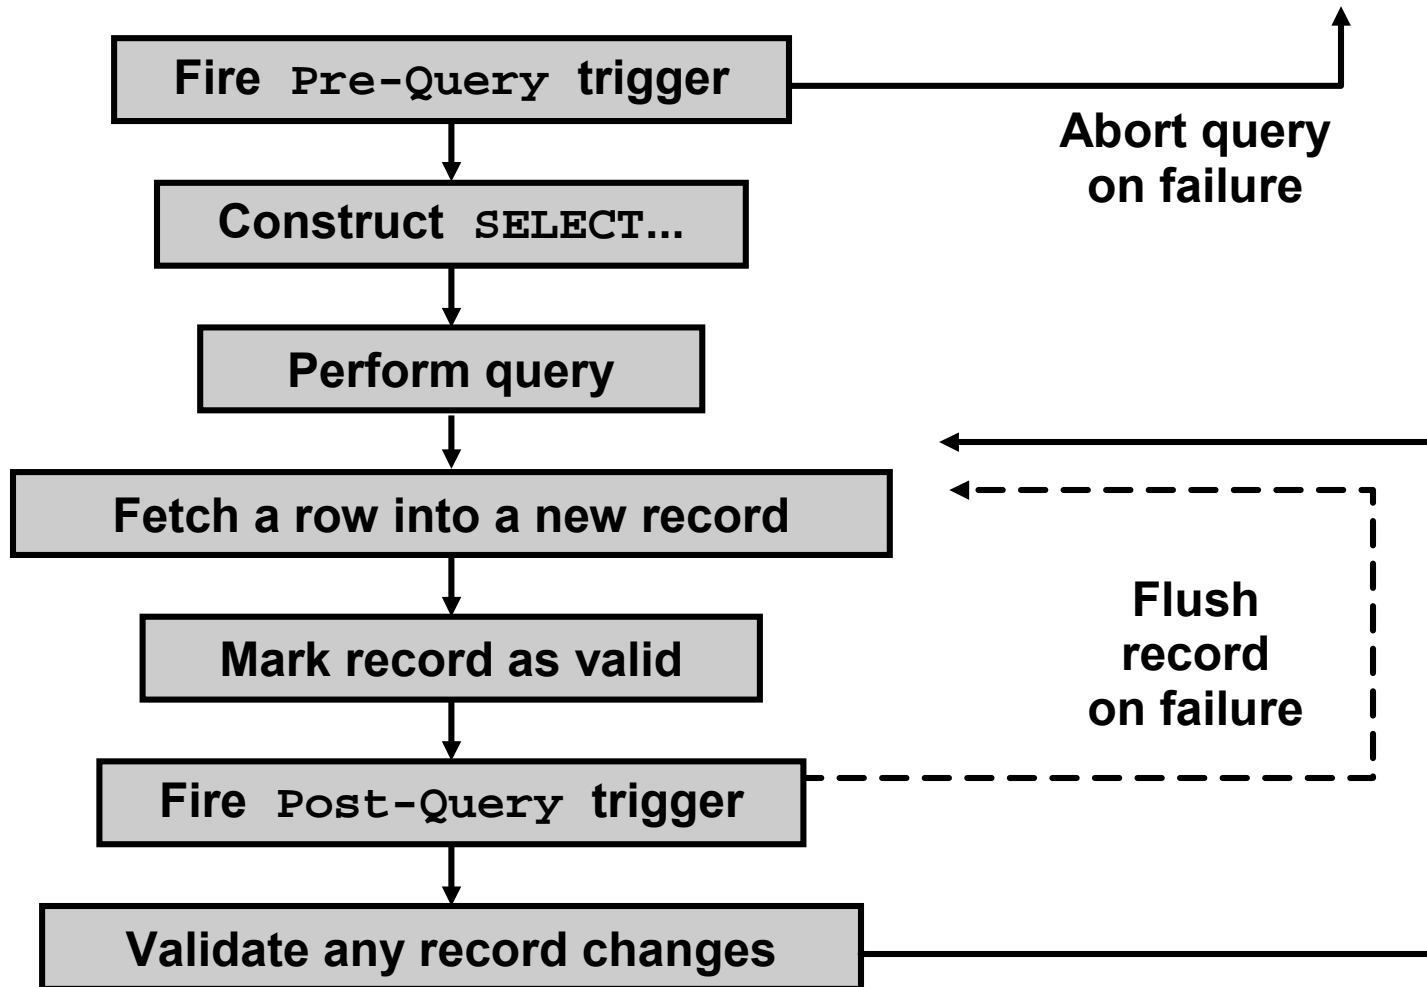 Fire Pre-Query trigger
Abort query
on failure
Construct SELECT...
Perform query
Fetch a row into a new record
Flush
record
on failure
Mark record as valid
Fire Post-Query trigger
Validate any record changes